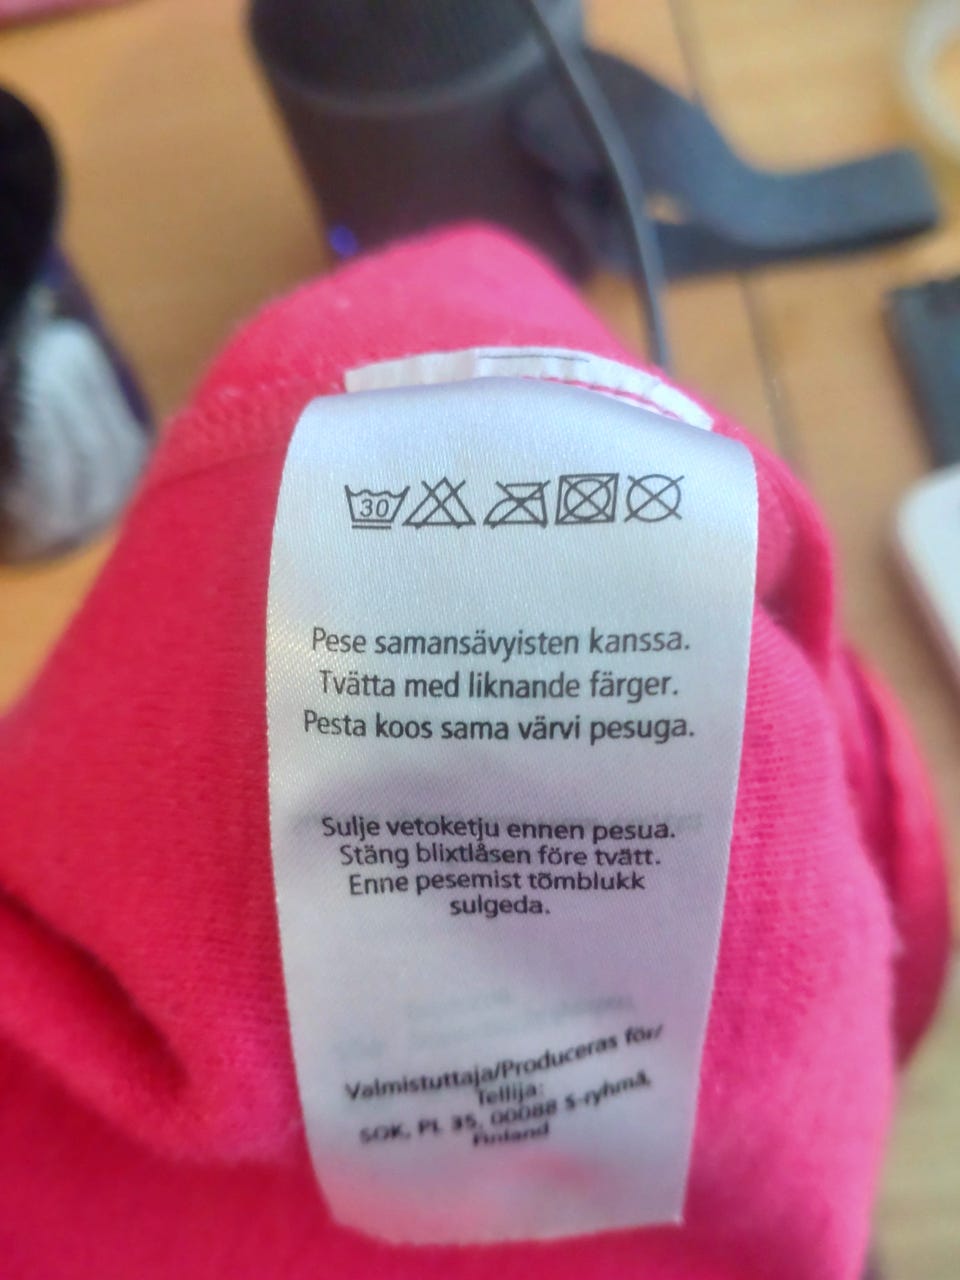 30
Pese samansävyisten kanssa.
Tvätta med liknande färger.
Pesta koos sama värvi pesuga.
Sulje vetoketju ennen pesua.
Stäng blixtlåsen före tvätt.
Enne pesemist tõmblukk
sulgeda.
Valmistuttaja/Produceras för/
Tellija:
SOK, PL 35, 00088 S-ryhmä,
Finland